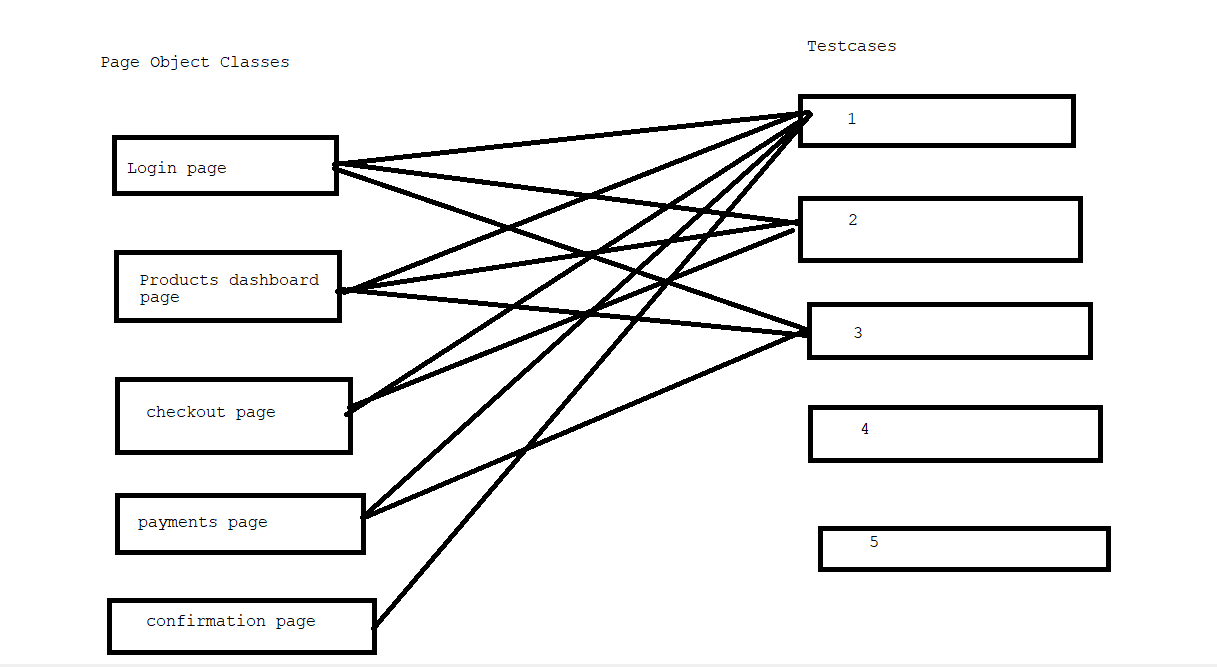 Page Object Classes
Testcases
Login page
Products dashboard
page
checkout page
payments page
confirmation page
1
2
3
4
5